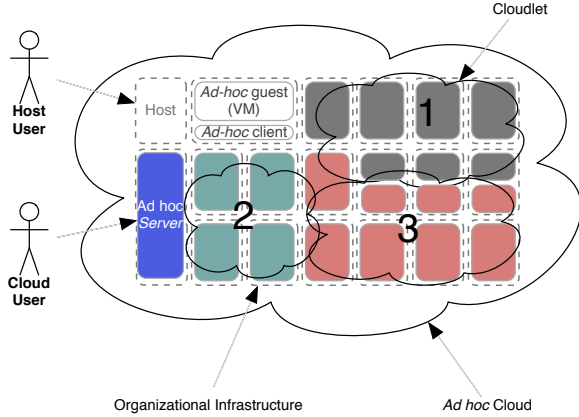 Cloudlet
Host
User
Host
Ad-hoc guest
(VM)
Ad-hoc client
1
Ad hoc
Server
2
3
Cloud
User
Organizational Infrastructure
Ad hoc Cloud